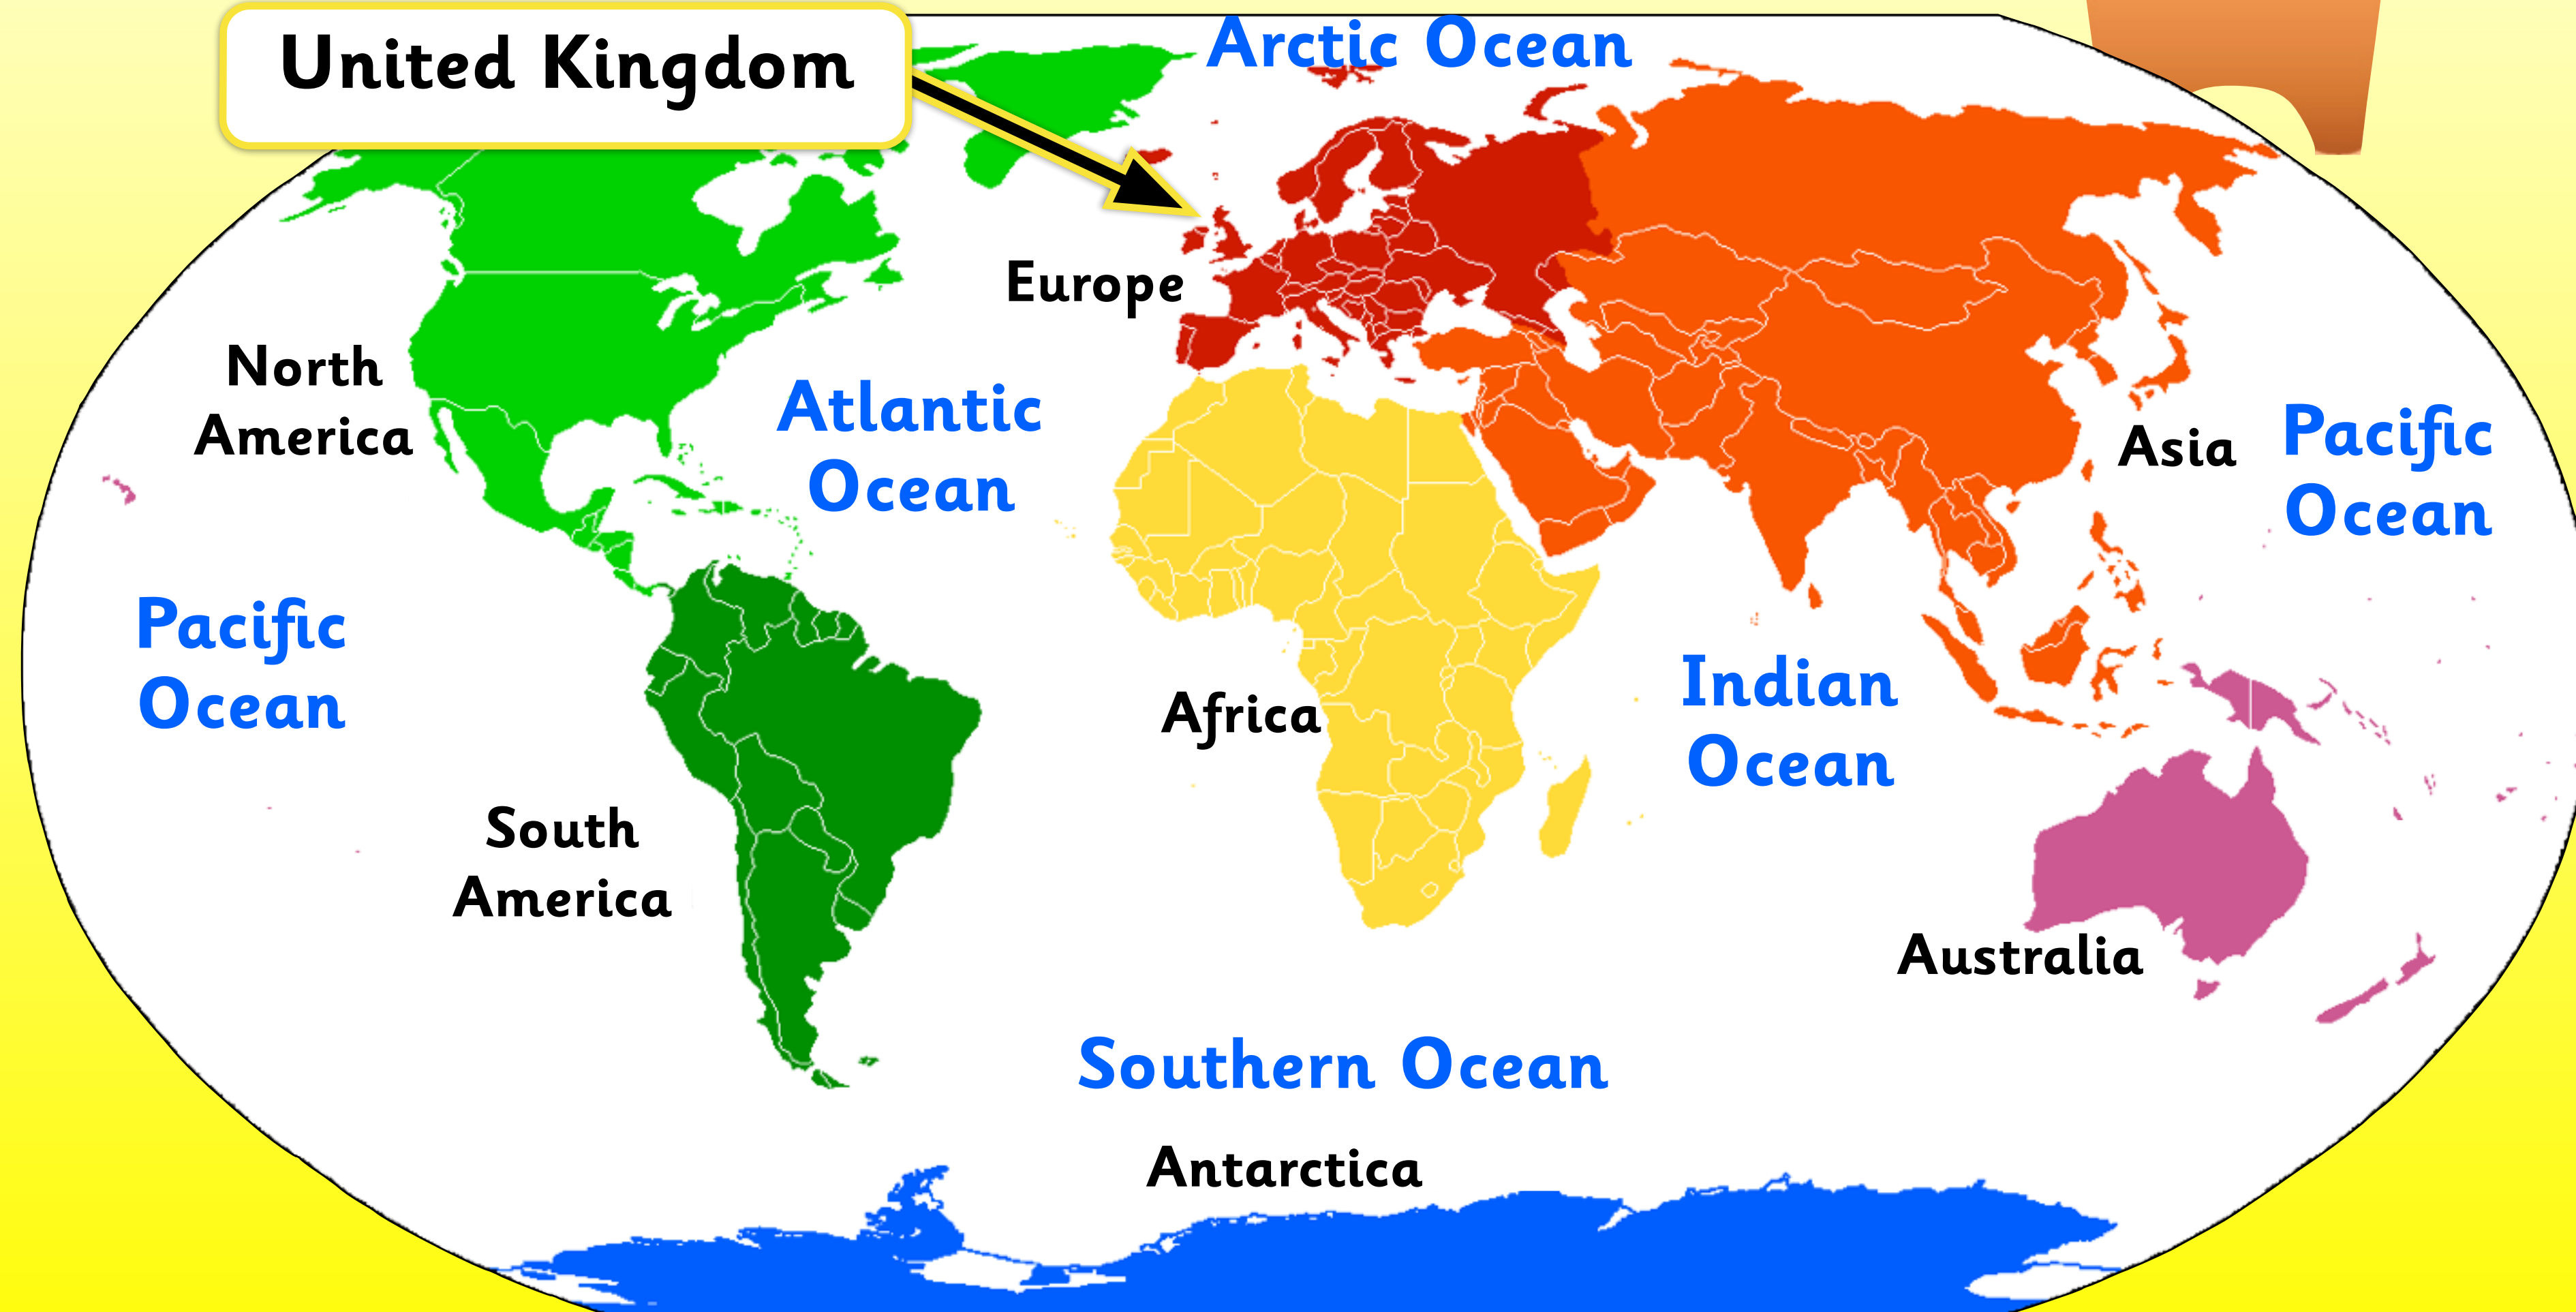 United Kingdom
Arctic Ocean
Europe
North
America
Atlantic
Ocean
Asia
Pacific
Ocean
Pacific
Ocean
Africa
Indian
Ocean
South
America
Australia
Southern Ocean
Antarctica